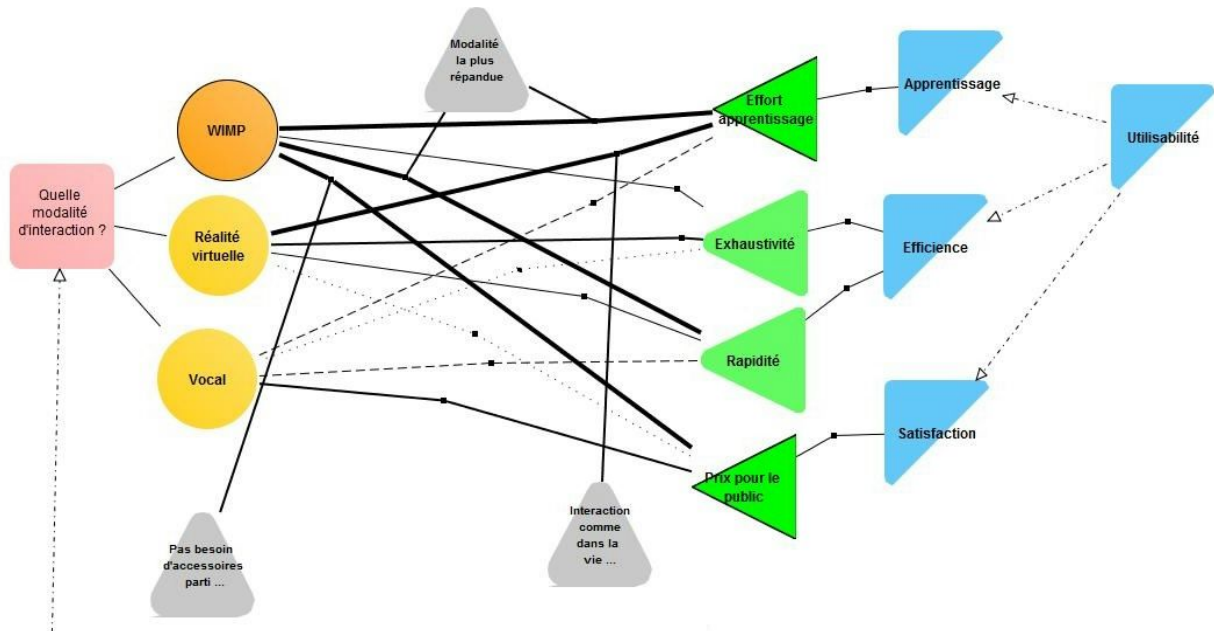 Modalité
la plus
répandue
WIMP
Effort
apprentissage
Apprentissage
Utilisabilité
Quelle
modalité
d'interaction ?
Réalité
virtuelle
Exhaustivité
Efficience
Rapidité
Vocal
Satisfaction
Prix pour le
public
Interaction
comme
dans la
vie ...
Pas besoin
d'accessoires
parti ...